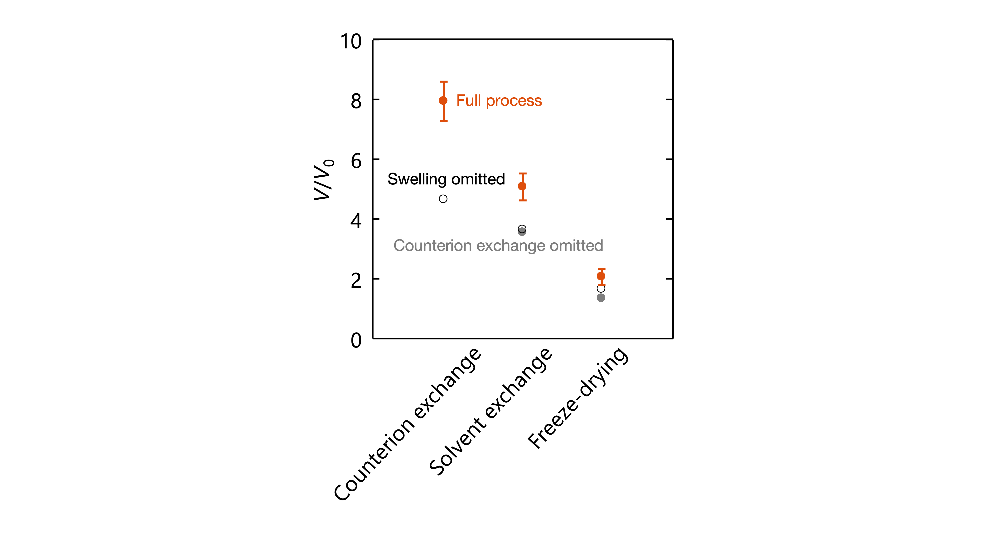 10
8
6
4
2
0
V/V0
Full process
Swelling omitted
Counterion exchange omitted
Counterion exchange
Solvent exchange
Freeze-drying